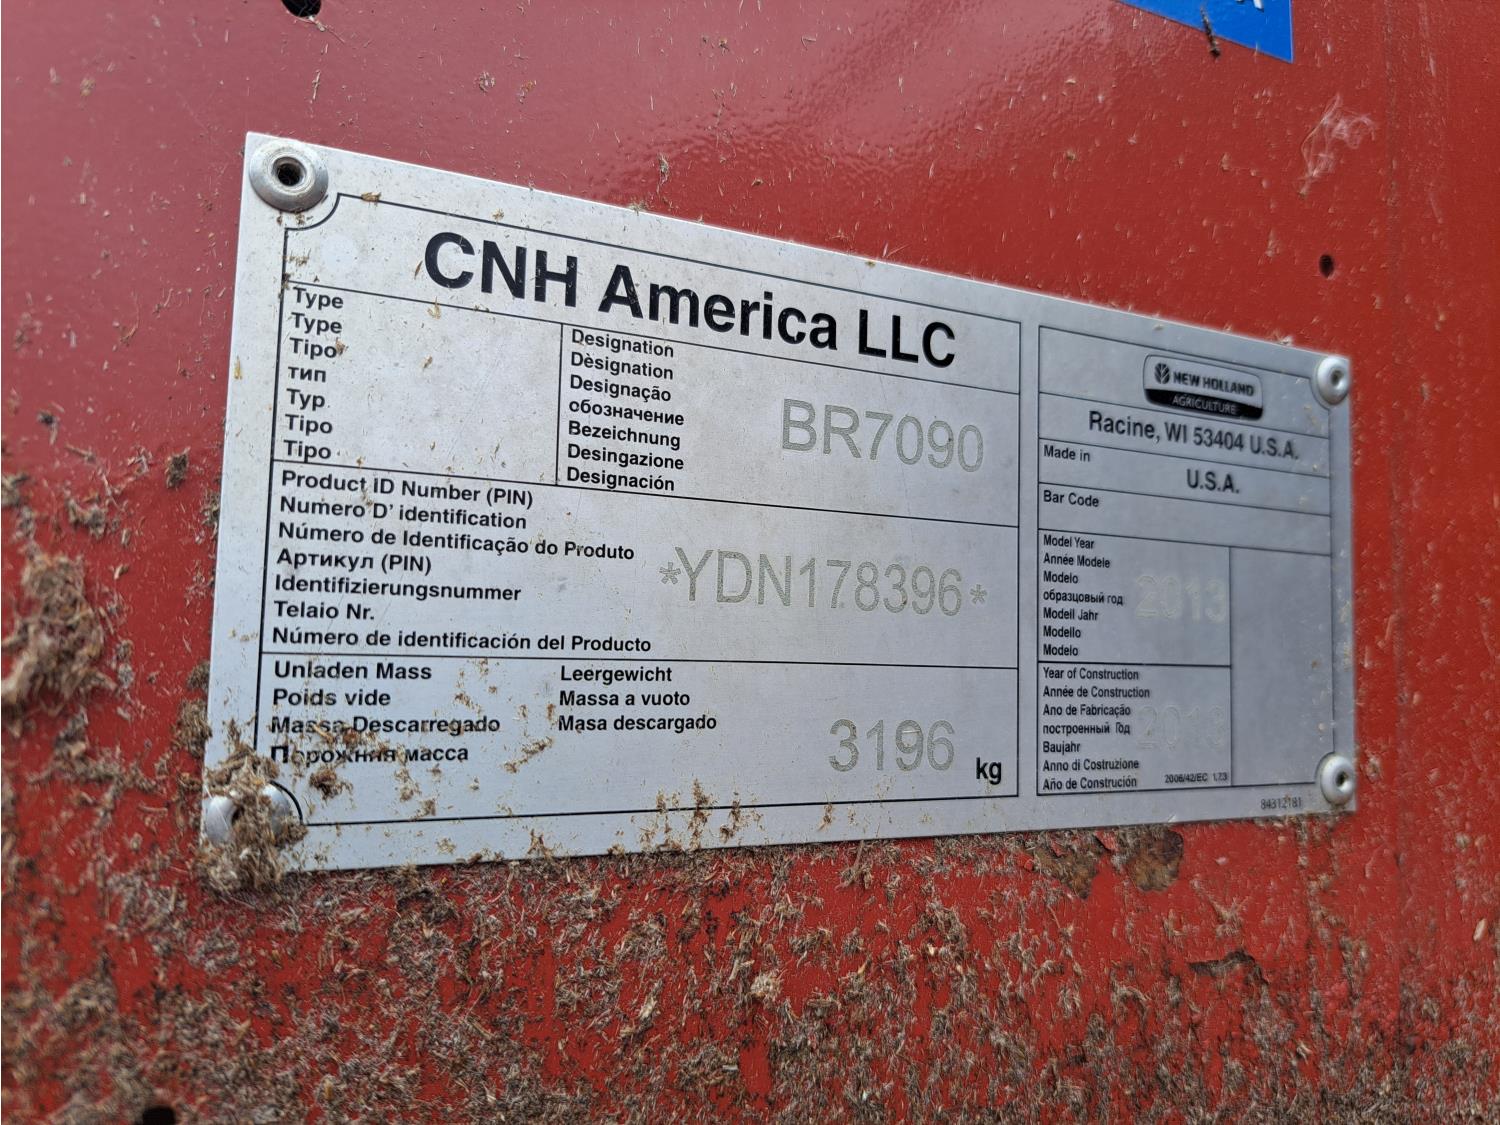 CNH America LLC
Type
Type
Tipo
тип
Typ
Tipo
Tipo
Designation
Dèsignation
Designação
обозначение
Bezeichnung
Desingazione
Designación
BR7090
Product ID Number (PIN)
Numero D' identification
Número de Identificação do Produto
Артикул (PIN)
Identifizierungsnummer
Telaio Nr.
Número de identificación del Producto
*YDN178396*
Unladen Mass
Poids vide
Massa Descarregado
Порожняя масса
Leergewicht
Massa a vuoto
Masa descargado
3196 kg
NEW HOLLAND
AGRICULTURE
Racine, WI 53404 U.S.A.
Made in
U.S.A.
Bar Code
Model Year
Année Modele
Modelo
образцовый год
Modell Jahr
Modello
Modelo
2013
Year of Construction
Année de Construction
Ano de Fabricação
построенный Год
Baujahr
Anno di Costruzione
Año de Construción
2013
2006/42/EC 1.7.3
84312181